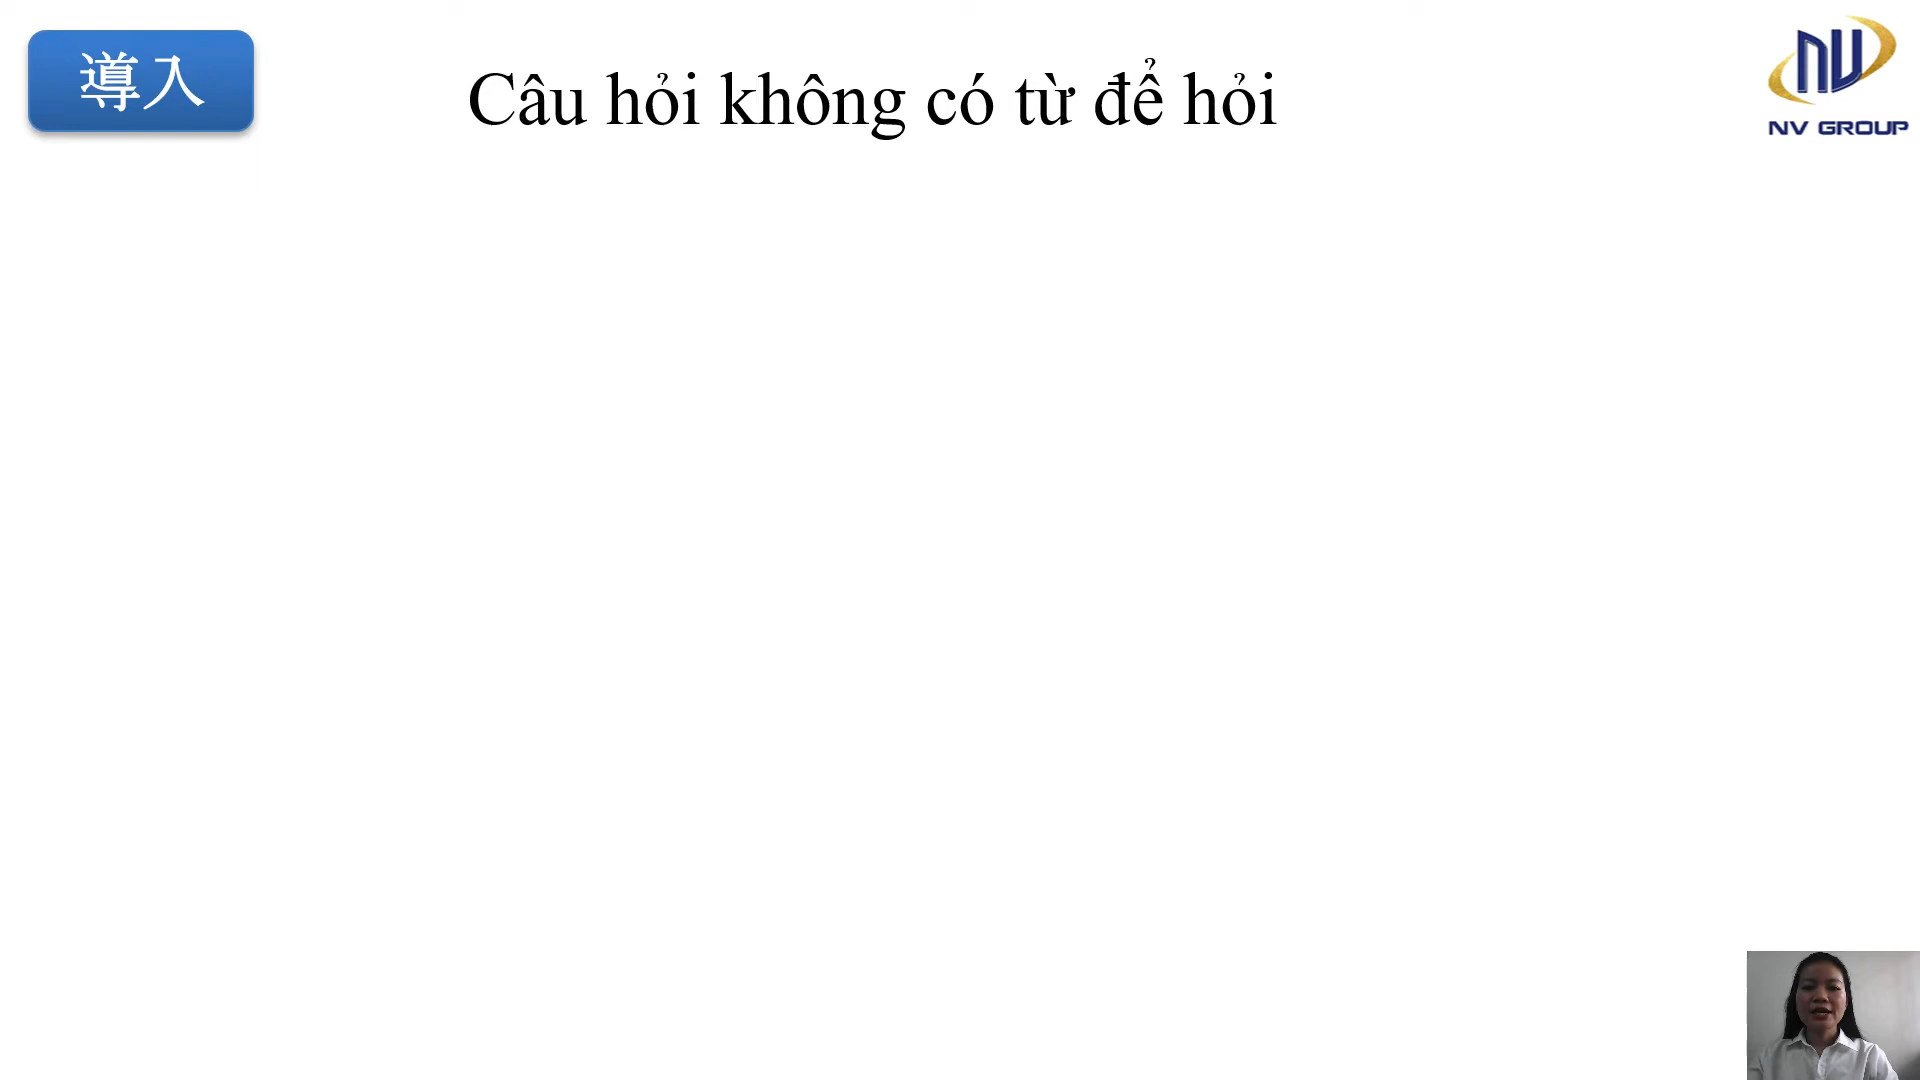 導入
Câu hỏi không có từ để hỏi
NV GROUP